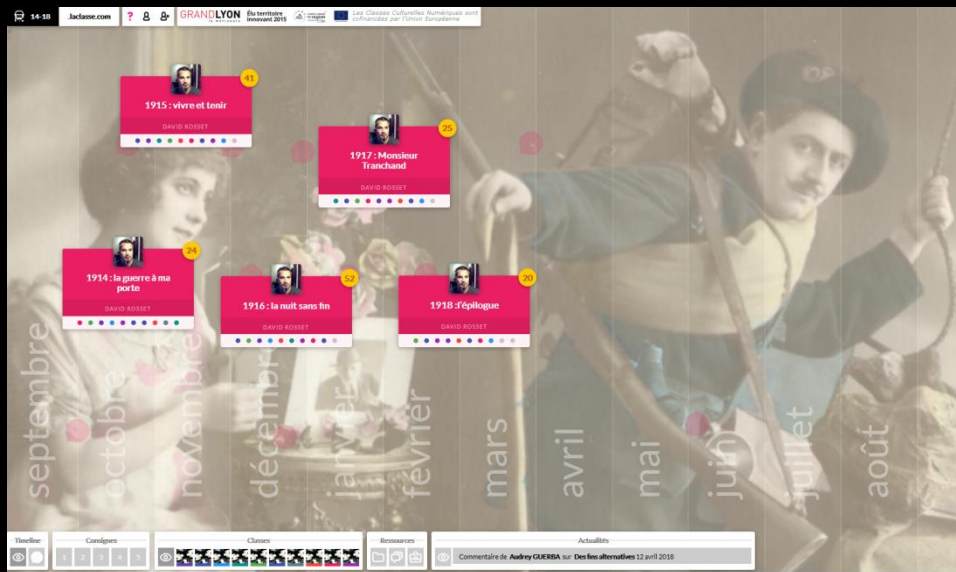 14-18 .laclasse.com ? GRANDLYON la métropole Élu territoire innovant 2015 Les Classes Culturelles Numériques sont cofinancées par l'Union Européenne
41
1915 : vivre et tenir
DAVID ROSSET
25
1917 : Monsieur
Tranchand
DAVID ROSSET
24
1914 : la guerre à ma
porte
DAVID ROSSET
52
1916 : la nuit sans fin
DAVID ROSSET
20
1918 :l'épilogue
DAVID ROSSET
septembre
octobre
novembre
décembre
janvier
février
mars
avril
mai
juin
juillet
août
Timeline Consignes Classes Ressources Actualités
1 2 3 4 5 Commentaire de Audrey GUERBA sur Des fins alternatives 12 avril 2018